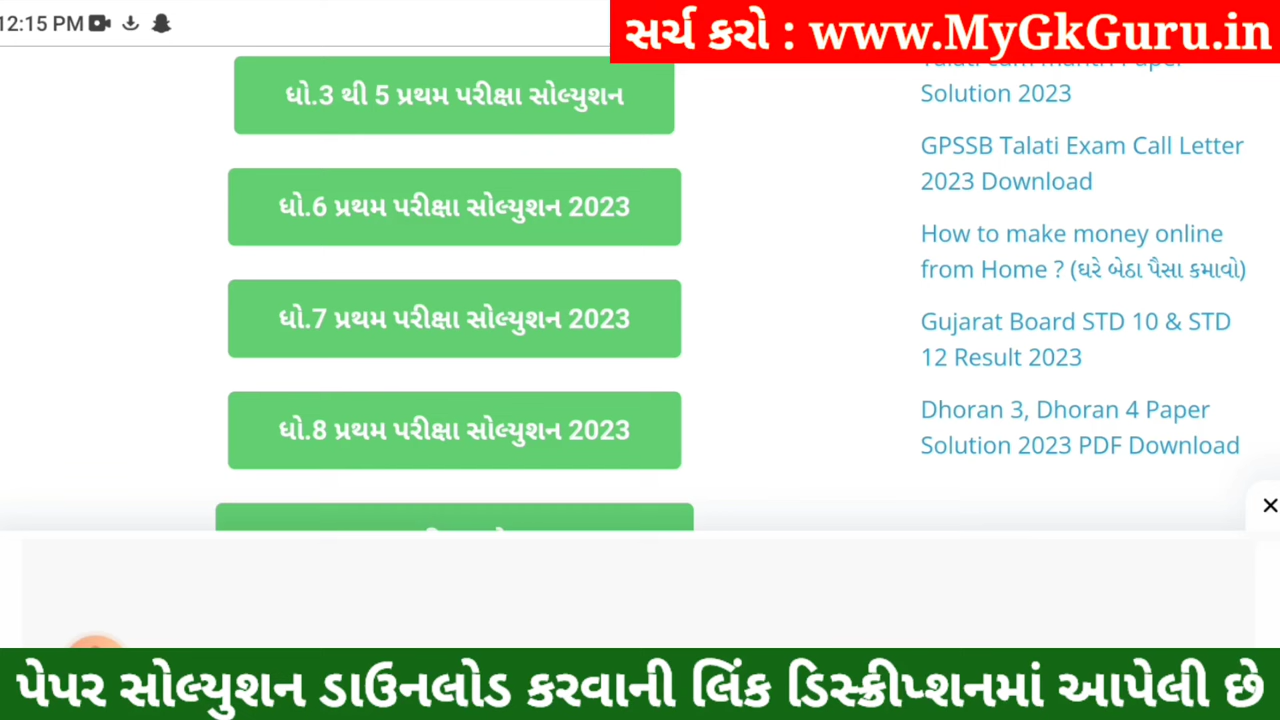 12:15 PM
સર્ચ કરો : www.MyGkGuru.in
ધો.3 થી 5 પ્રથમ પરીક્ષા સોલ્યુશન
ધો.6 પ્રથમ પરીક્ષા સોલ્યુશન 2023
ધો.7 પ્રથમ પરીક્ષા સોલ્યુશન 2023
ધો.8 પ્રથમ પરીક્ષા સોલ્યુશન 2023
Solution 2023
GPSSB Talati Exam Call Letter
2023 Download
How to make money online
from Home ? (ઘરે બેઠા પૈસા કમાવો)
Gujarat Board STD 10 & STD
12 Result 2023
Dhoran 3, Dhoran 4 Paper
Solution 2023 PDF Download
પેપર સોલ્યુશન ડાઉનલોડ કરવાની લિંક ડિસ્ક્રીપ્શનમાં આપેલી છે